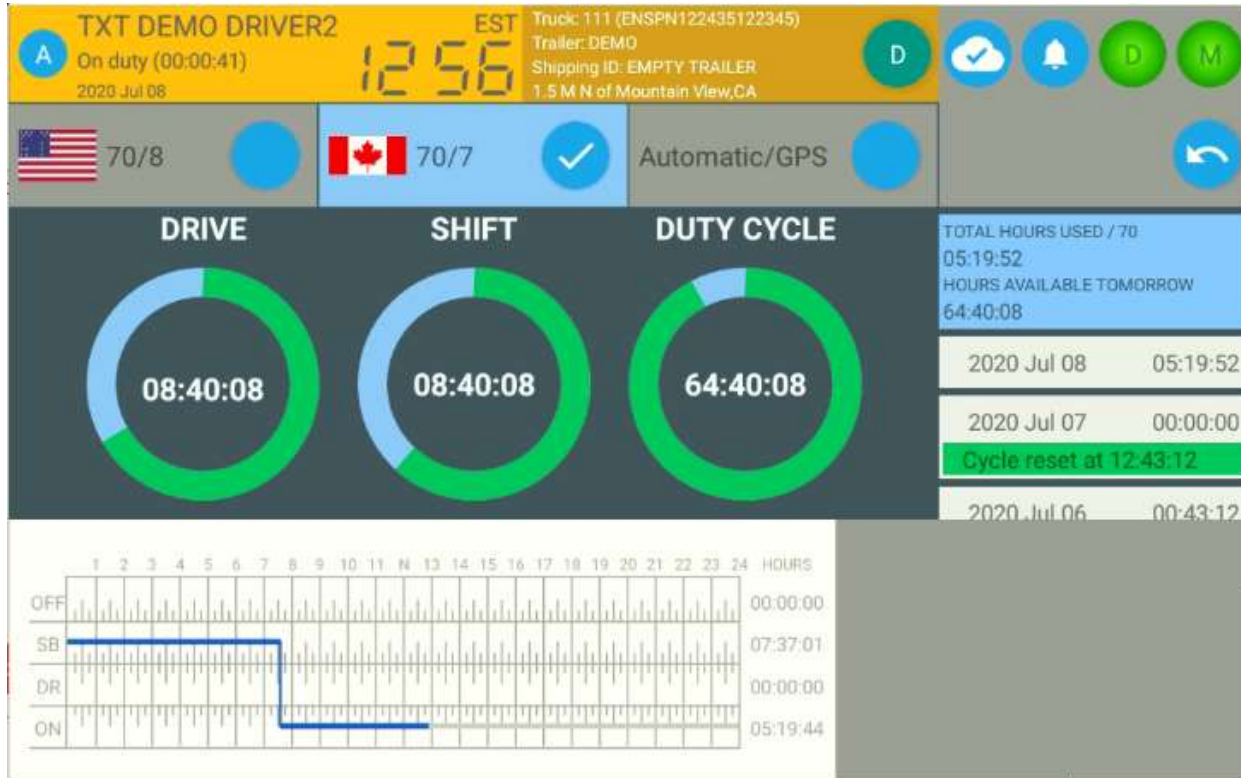 A
TXT DEMO DRIVER2
On duty (00:00:41)
2020 Jul 08
EST
12 56
Truck: 111 (ENSPN122435122345)
Trailer: DEMO
Shipping ID: EMPTY TRAILER
1.5 M N of Mountain View,CA
D
D
M
70/8
70/7
Automatic/GPS
DRIVE
08:40:08
SHIFT
08:40:08
DUTY CYCLE
64:40:08
TOTAL HOURS USED / 70
05:19:52
HOURS AVAILABLE TOMORROW
64:40:08
2020 Jul 08 05:19:52
2020 Jul 07 00:00:00
Cycle reset at 12:43:12
2020 Jul 06 00:43:12
1 2 3 4 5 6 7 8 9 10 11 N 13 14 15 16 17 18 19 20 21 22 23 24 HOURS
OFF 00:00:00
SB 07:37:01
DR 00:00:00
ON 05:19:44